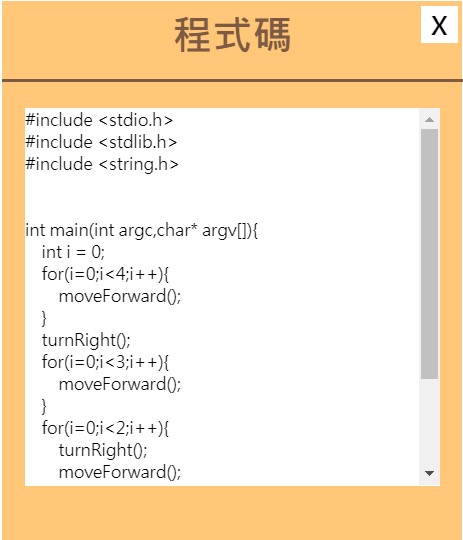 程式碼
X
#include <stdio.h>
#include <stdlib.h>
#include <string.h>
int main(int argc,char* argv[]){
    int i = 0;
    for(i=0;i<4;i++){
        moveForward();
    }
    turnRight();
    for(i=0;i<3;i++){
        moveForward();
    }
    for(i=0;i<2;i++){
        turnRight();
        moveForward();